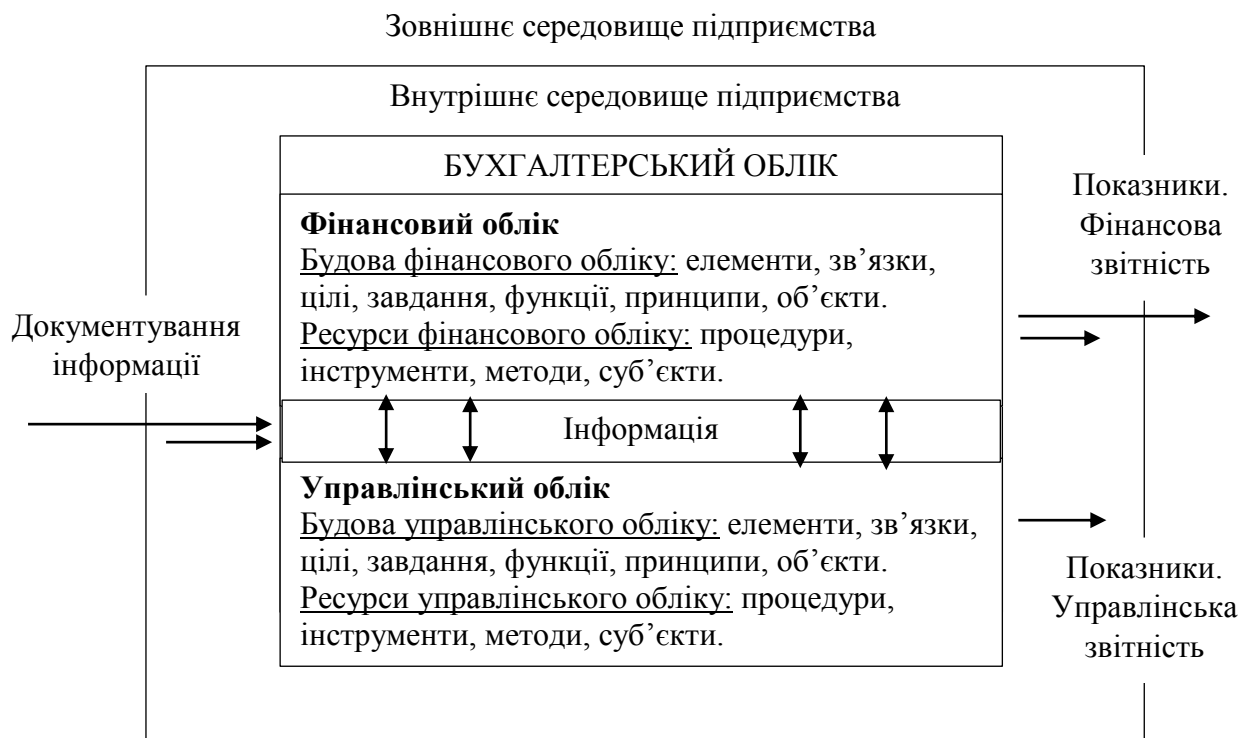 Зовнішнє середовище підприємства
Внутрішнє середовище підприємства
БУХГАЛТЕРСЬКИЙ ОБЛІК
Фінансовий облік
Будова фінансового обліку: елементи, зв’язки,
цілі, завдання, функції, принципи, об’єкти.
Ресурси фінансового обліку: процедури,
інструменти, методи, суб’єкти.
Документування
інформації
Інформація
Управлінський облік
Будова управлінського обліку: елементи, зв’язки,
цілі, завдання, функції, принципи, об’єкти.
Ресурси управлінського обліку: процедури,
інструменти, методи, суб’єкти.
Показники.
Фінансова
звітність
Показники.
Управлінська
звітність